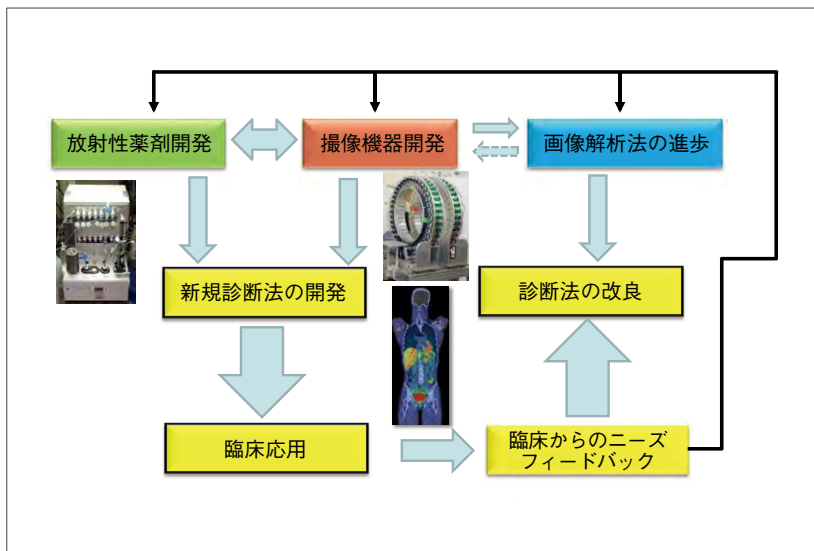 放射性薬剤開発
撮像機器開発
画像解析法の進歩
新規診断法の開発
診断法の改良
臨床応用
臨床からのニーズ
フィードバック